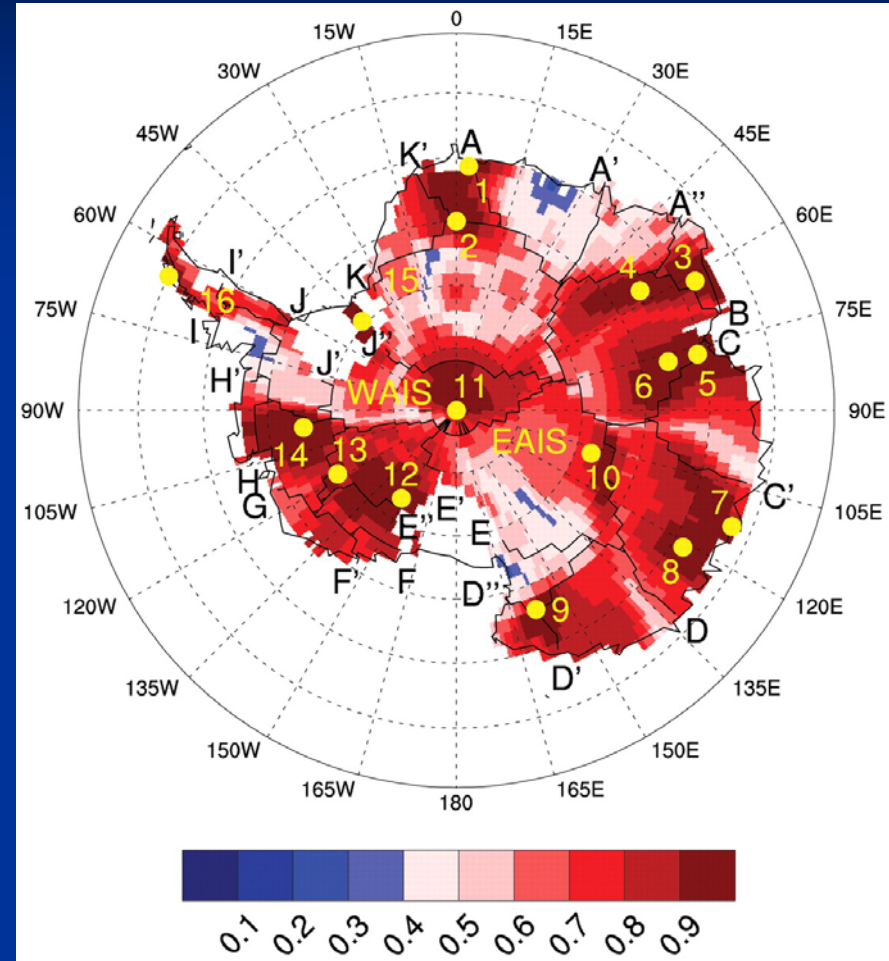 0
15W 15E
30W 30E
45W 45E
K' A A'
60W 1 A'' 60E
I' 2 4 3
75W 16 15 K B 75E
I J J'' C
H' J' 6 5
90W WAIS 11 90E
14 13 12 EAIS 10
H E'' E' 7 C'
105W G E 105E
F' F D'' 8
120W 9 D 120E
D'
135W 135E
150W 150E
165W 165E
180
0.1 0.2 0.3 0.4 0.5 0.6 0.7 0.8 0.9